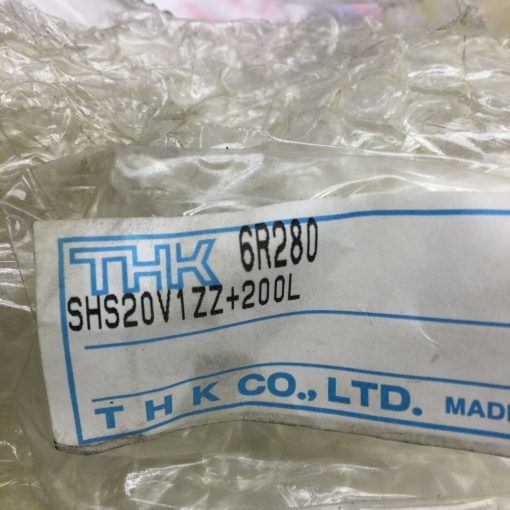 THK 6R280
SHS20V1ZZ+200L
THK CO., LTD. MADE